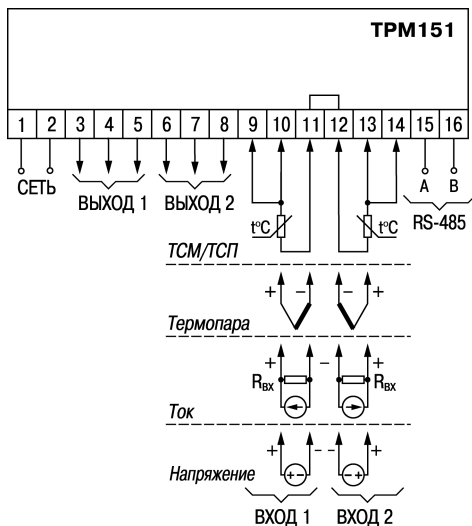 ТРМ151
1 2 3 4 5 6 7 8 9 10 11 12 13 14 15 16
СЕТЬ
ВЫХОД 1
ВЫХОД 2
A
B
RS-485
t°C
t°C
ТСМ/ТСП
+ - - +
Термопара
+ - +
Rвх
Rвх
Ток
+ + - - - - + +
Напряжение
ВХОД 1
ВХОД 2